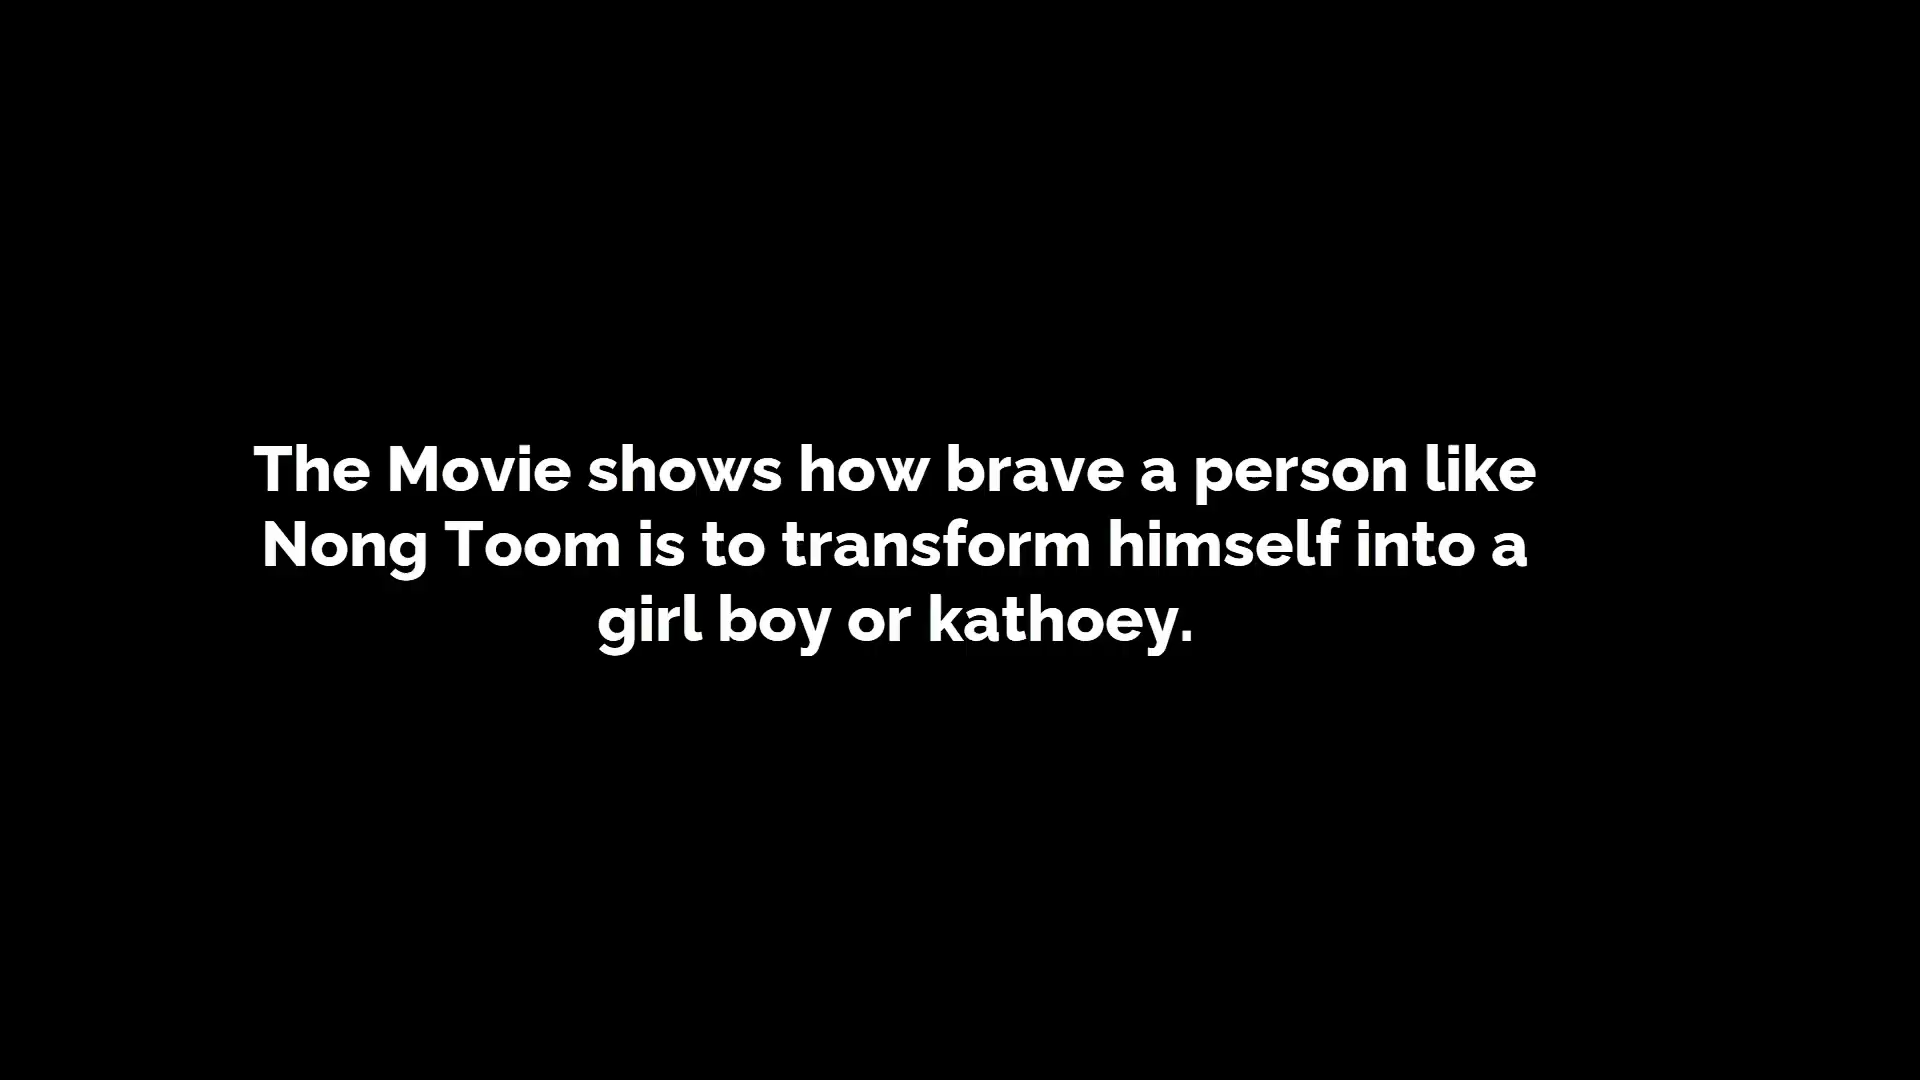 The Movie shows how brave a person like
Nong Toom is to transform himself into a
girl boy or kathoey.